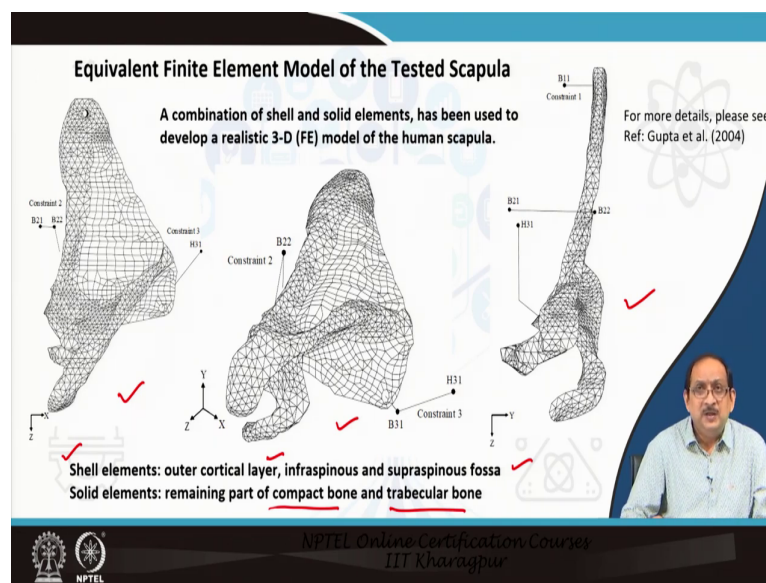 Equivalent Finite Element Model of the Tested Scapula
A combination of shell and solid elements, has been used to
develop a realistic 3-D (FE) model of the human scapula.
For more details, please see
Ref: Gupta et al. (2004)
Constraint 2
B21 B22
Constraint 3
H31
X
Z
B22
Constraint 2
Y
Z
X
H31
B31
Constraint 3
B11
Constraint 1
B21
B22
H31
Y
Z
Shell elements: outer cortical layer, infraspinous and supraspinous fossa
Solid elements: remaining part of compact bone and trabecular bone
NPTEL Online Certification Courses
IIT Kharagpur
NPTEL